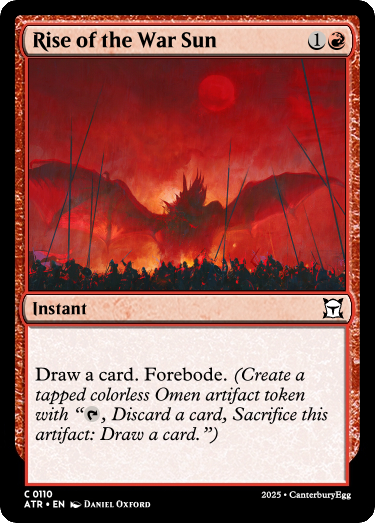 Rise of the War Sun 1
Instant
Draw a card. Forebode. (Create a
tapped colorless Omen artifact token
with “, Discard a card, Sacrifice this
artifact: Draw a card.”)
C 0110
ATR • EN Daniel Oxford
2025 • CanterburyEgg